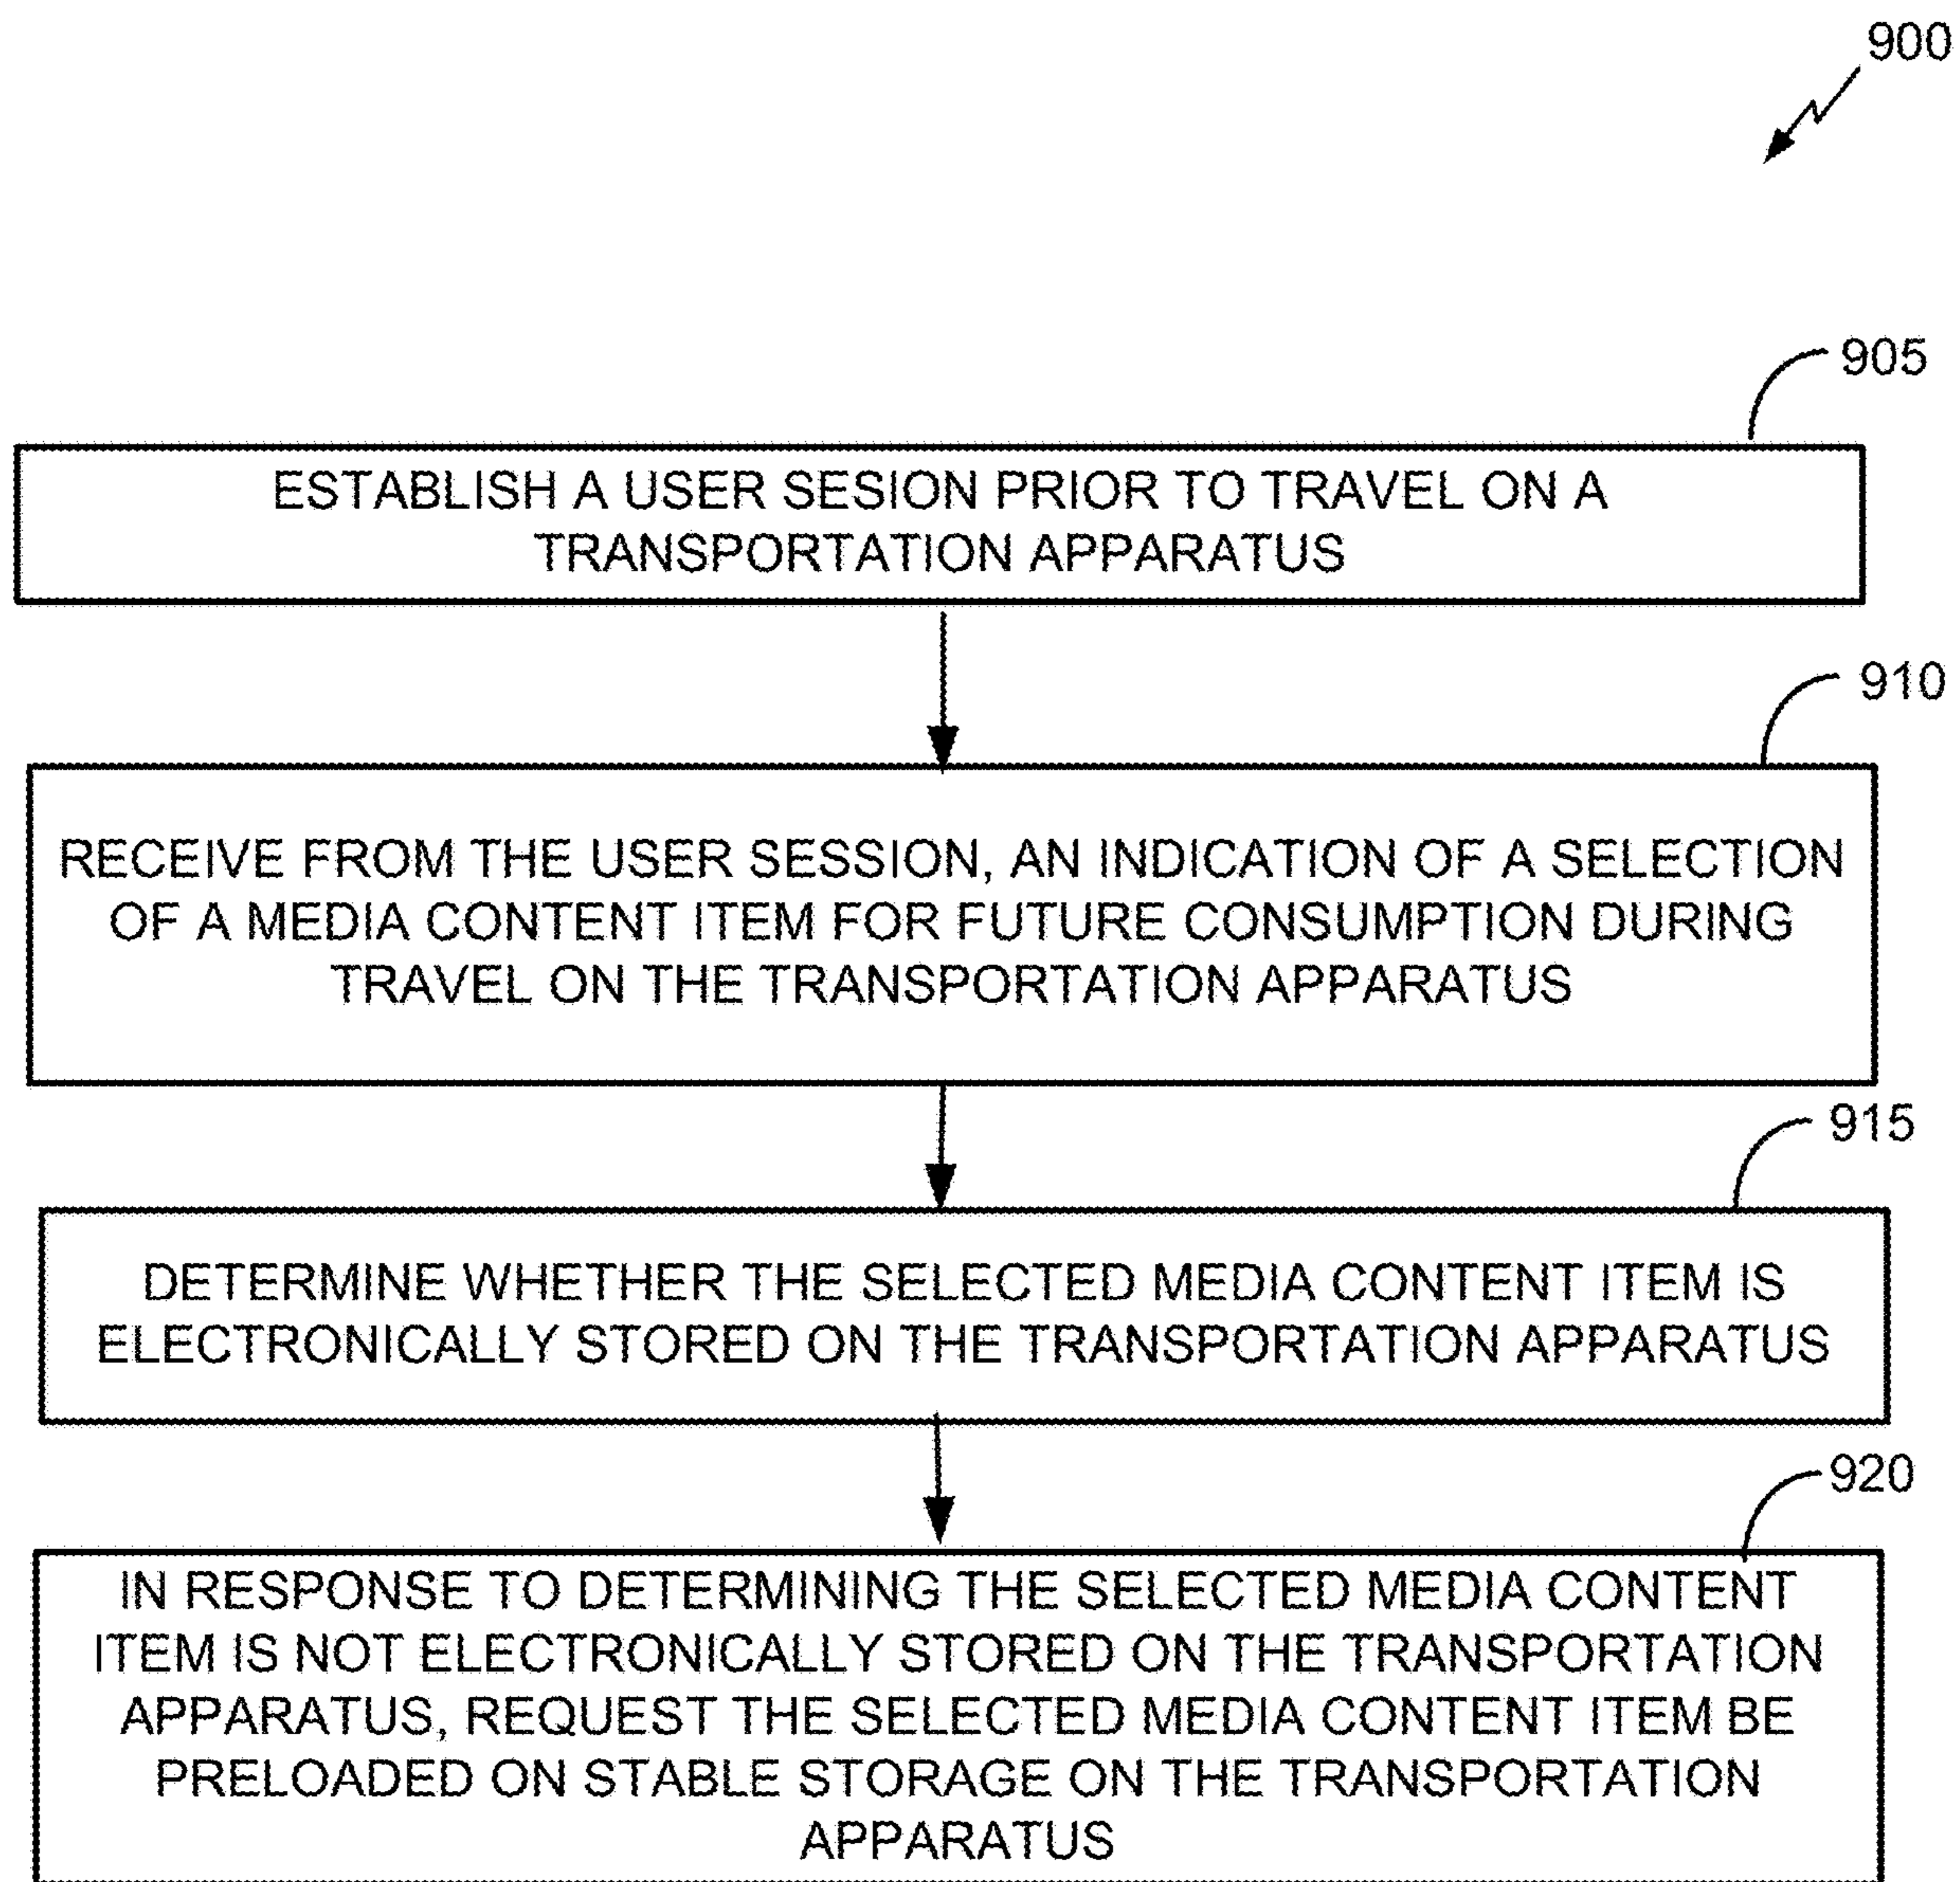 900
905
ESTABLISH A USER SESION PRIOR TO TRAVEL ON A
TRANSPORTATION APPARATUS
910
RECEIVE FROM THE USER SESSION, AN INDICATION OF A SELECTION
OF A MEDIA CONTENT ITEM FOR FUTURE CONSUMPTION DURING
TRAVEL ON THE TRANSPORTATION APPARATUS
915
DETERMINE WHETHER THE SELECTED MEDIA CONTENT ITEM IS
ELECTRONICALLY STORED ON THE TRANSPORTATION APPARATUS
920
IN RESPONSE TO DETERMINING THE SELECTED MEDIA CONTENT
ITEM IS NOT ELECTRONICALLY STORED ON THE TRANSPORTATION
APPARATUS, REQUEST THE SELECTED MEDIA CONTENT ITEM BE
PRELOADED ON STABLE STORAGE ON THE TRANSPORTATION
APPARATUS